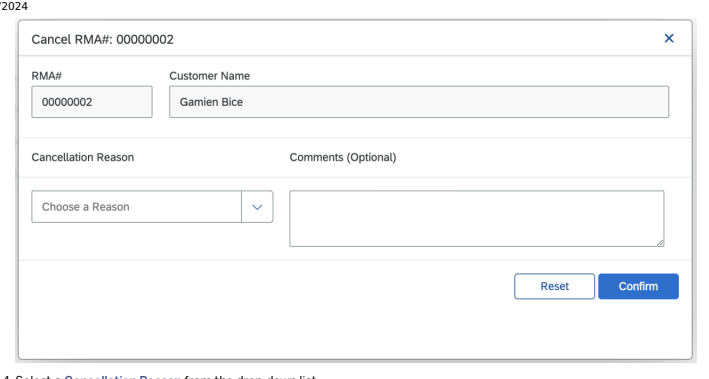 /2024
Cancel RMA#: 00000002
RMA# Customer Name
00000002 Gamien Bice
Cancellation Reason Comments (Optional)
Choose a Reason
Reset Confirm
4. Select a Cancellation Reason from the drop-down list.